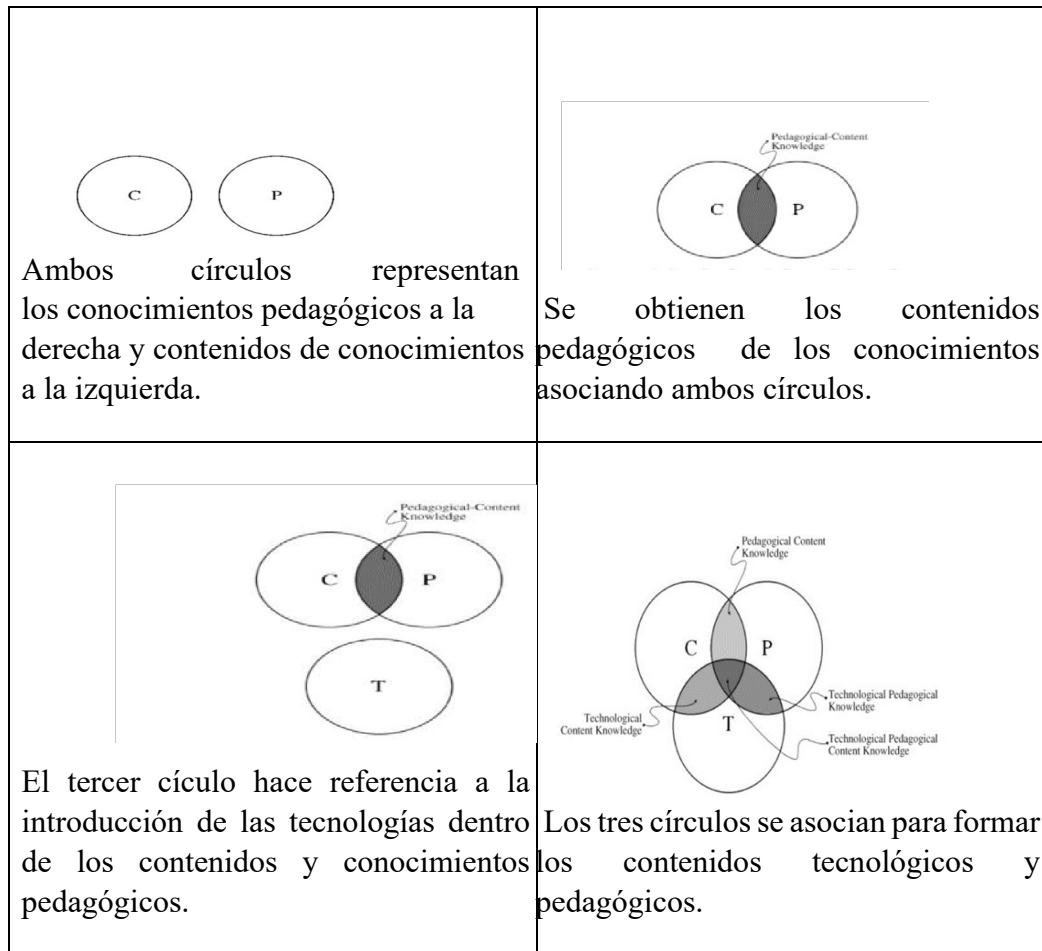 C
P
Ambos círculos representan
los conocimientos pedagógicos a la
derecha y contenidos de conocimientos
a la izquierda.
Pedagogical-Content
Knowledge
C
P
Se obtienen los contenidos
pedagógicos de los conocimientos
asociando ambos círculos.
Pedagogical-Content
Knowledge
C
P
T
El tercer cículo hace referencia a la
introducción de las tecnologías dentro
de los contenidos y conocimientos
pedagógicos.
Pedagogical Content
Knowledge
C
P
Technological Pedagogical
Knowledge
Technological
Content Knowledge
T
Technological Pedagogical
Content Knowledge
Los tres círculos se asocian para formar
los contenidos tecnológicos y
pedagógicos.